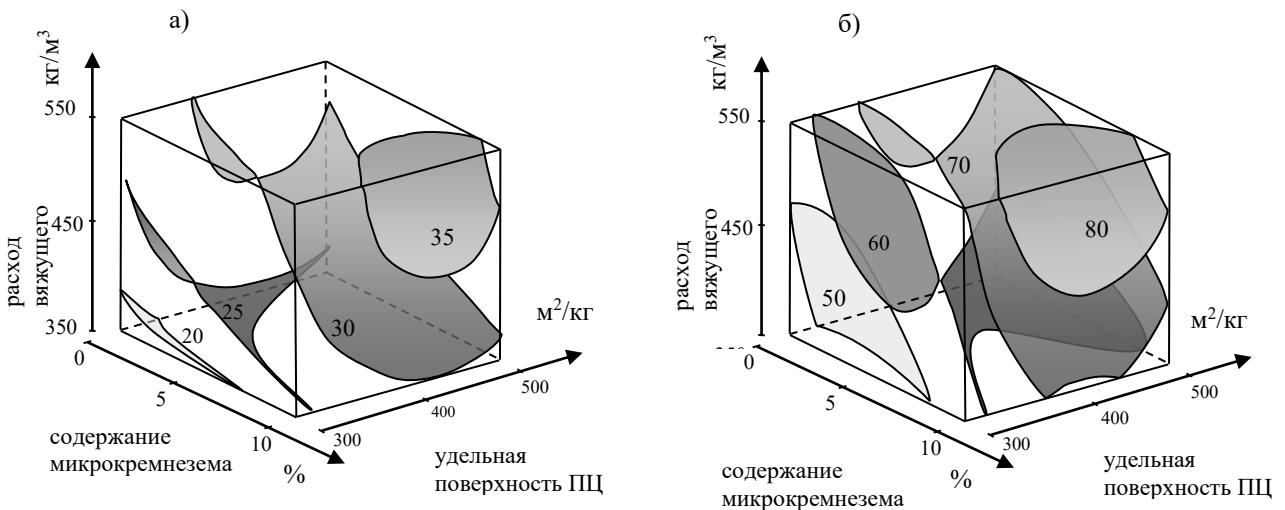 а)
кг/м³
550
450
350
расход
вяжущего
0
5
10
%
содержание
микрокремнезема
300
400
500
м²/кг
удельная
поверхность ПЦ
20
25
30
35
б)
кг/м³
550
450
расход
вяжущего
0
5
10
%
содержание
микрокремнезема
300
400
500
м²/кг
удельная
поверхность ПЦ
50
60
70
80